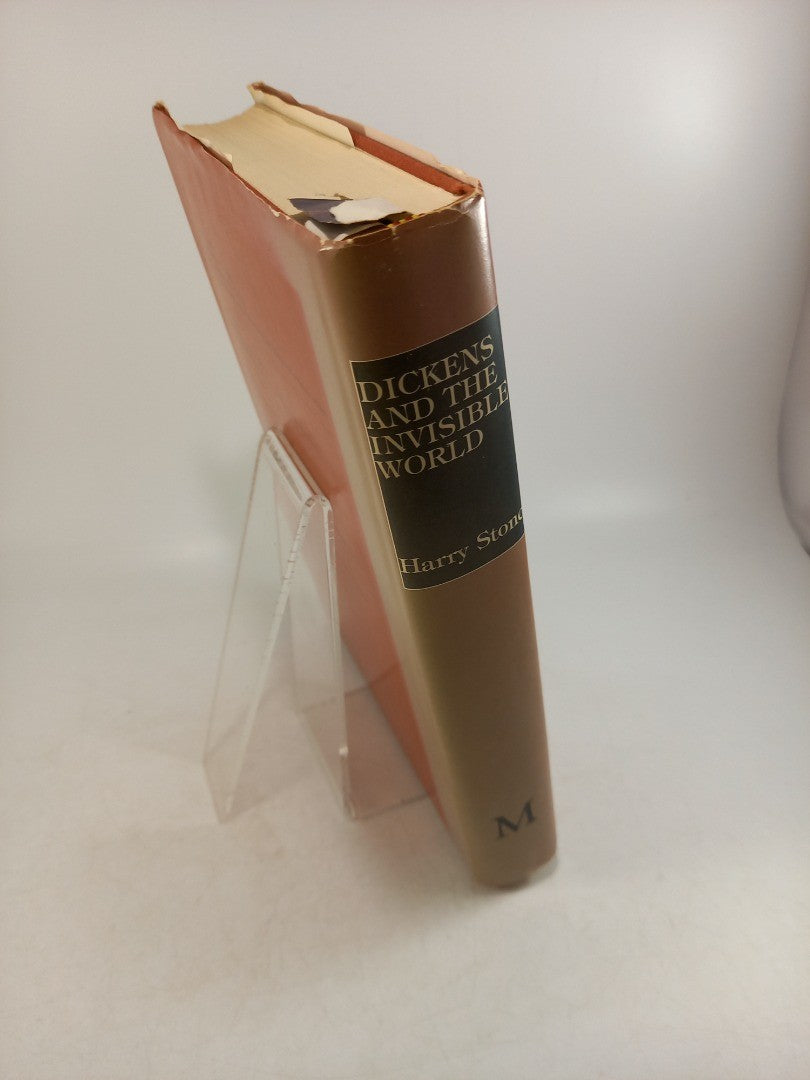 DICKENS
AND THE
INVISIBLE
WORLD
Harry Stone
M